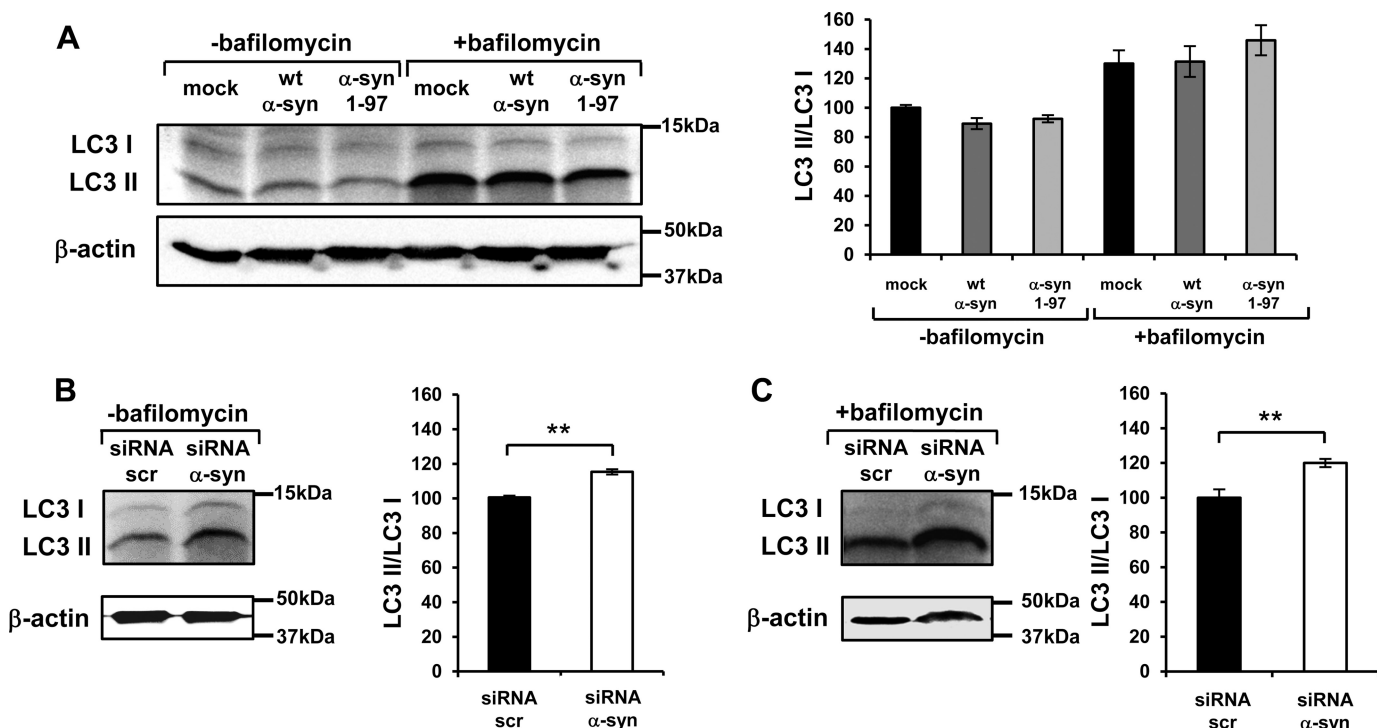 A
-bafilomycin
+bafilomycin
mock
wt
α-syn
α-syn
1-97
mock
wt
α-syn
α-syn
1-97
LC3 I
LC3 II
15kDa
β-actin
50kDa
37kDa
LC3 II/LC3 I
160
140
120
100
80
60
40
20
0
mock
wt
α-syn
α-syn
1-97
mock
wt
α-syn
α-syn
1-97
-bafilomycin
+bafilomycin
B
-bafilomycin
siRNA
scr
siRNA
α-syn
LC3 I
LC3 II
15kDa
β-actin
50kDa
37kDa
LC3 II/LC3 I
160
140
120
100
80
60
40
20
0
**
siRNA
scr
siRNA
α-syn
C
+bafilomycin
siRNA
scr
siRNA
α-syn
LC3 I
LC3 II
15kDa
β-actin
50kDa
37kDa
LC3 II/LC3 I
160
140
120
100
80
60
40
20
0
**
siRNA
scr
siRNA
α-syn